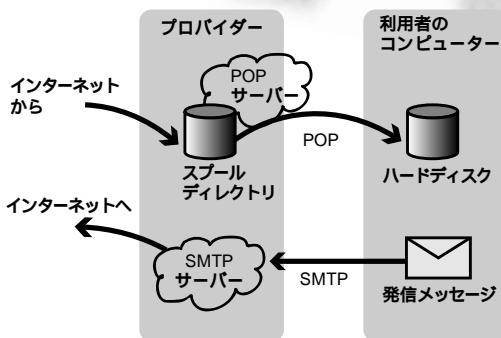 プロバイダー
利用者の
コンピューター
インターネット
から
POP
サーバー
POP
スプール
ディレクトリ
ハードディスク
インターネットへ
SMTP
サーバー
SMTP
発信メッセージ